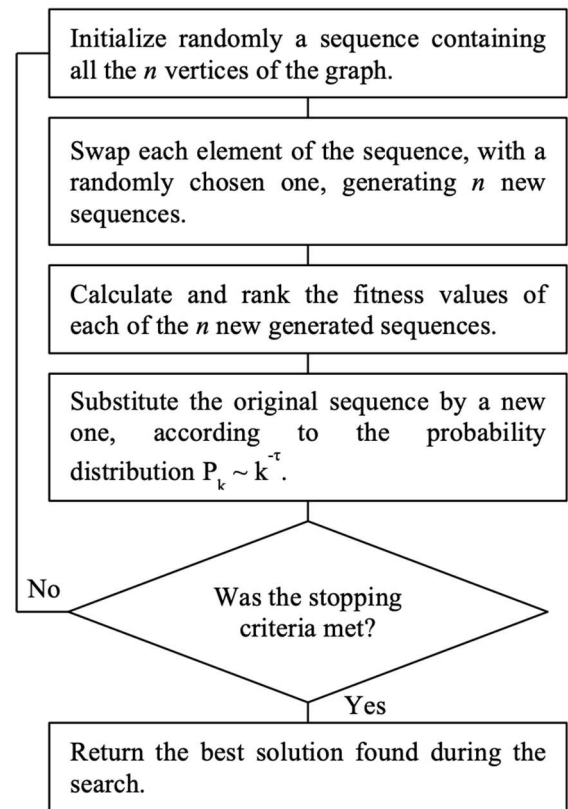 Initialize randomly a sequence containing
all the n vertices of the graph.
Swap each element of the sequence, with a
randomly chosen one, generating n new
sequences.
Calculate and rank the fitness values of
each of the n new generated sequences.
Substitute the original sequence by a new
one, according to the probability
distribution Pₖ ~ k^-τ.
No
Was the stopping
criteria met?
Yes
Return the best solution found during the
search.